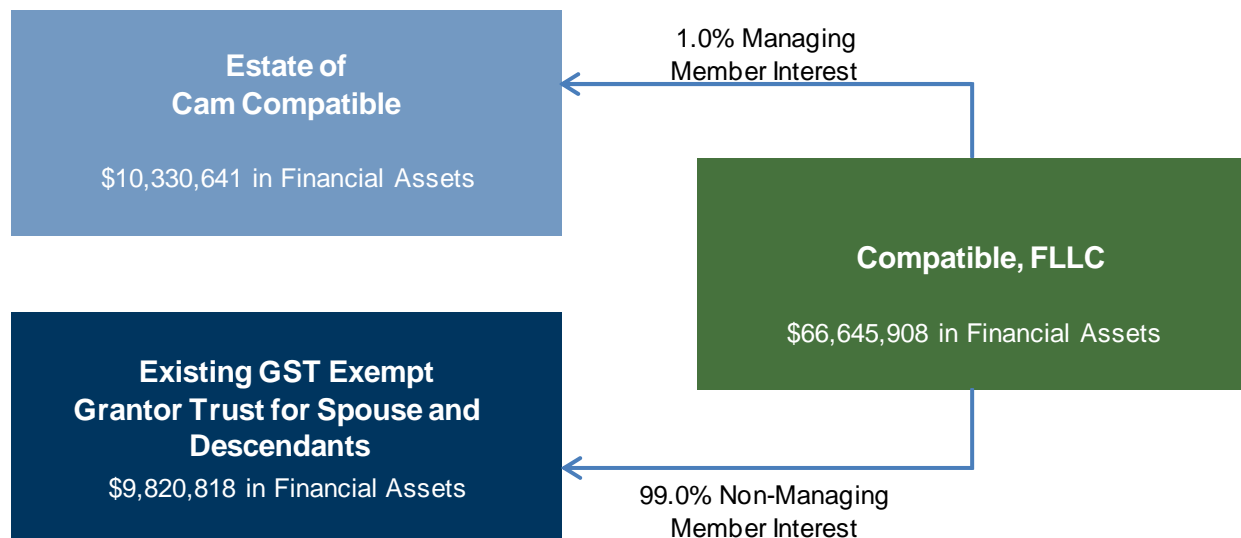 Estate of
Cam Compatible
$10,330,641 in Financial Assets
1.0% Managing
Member Interest
Compatible, FLLC
$66,645,908 in Financial Assets
Existing GST Exempt
Grantor Trust for Spouse and
Descendants
$9,820,818 in Financial Assets
99.0% Non-Managing
Member Interest